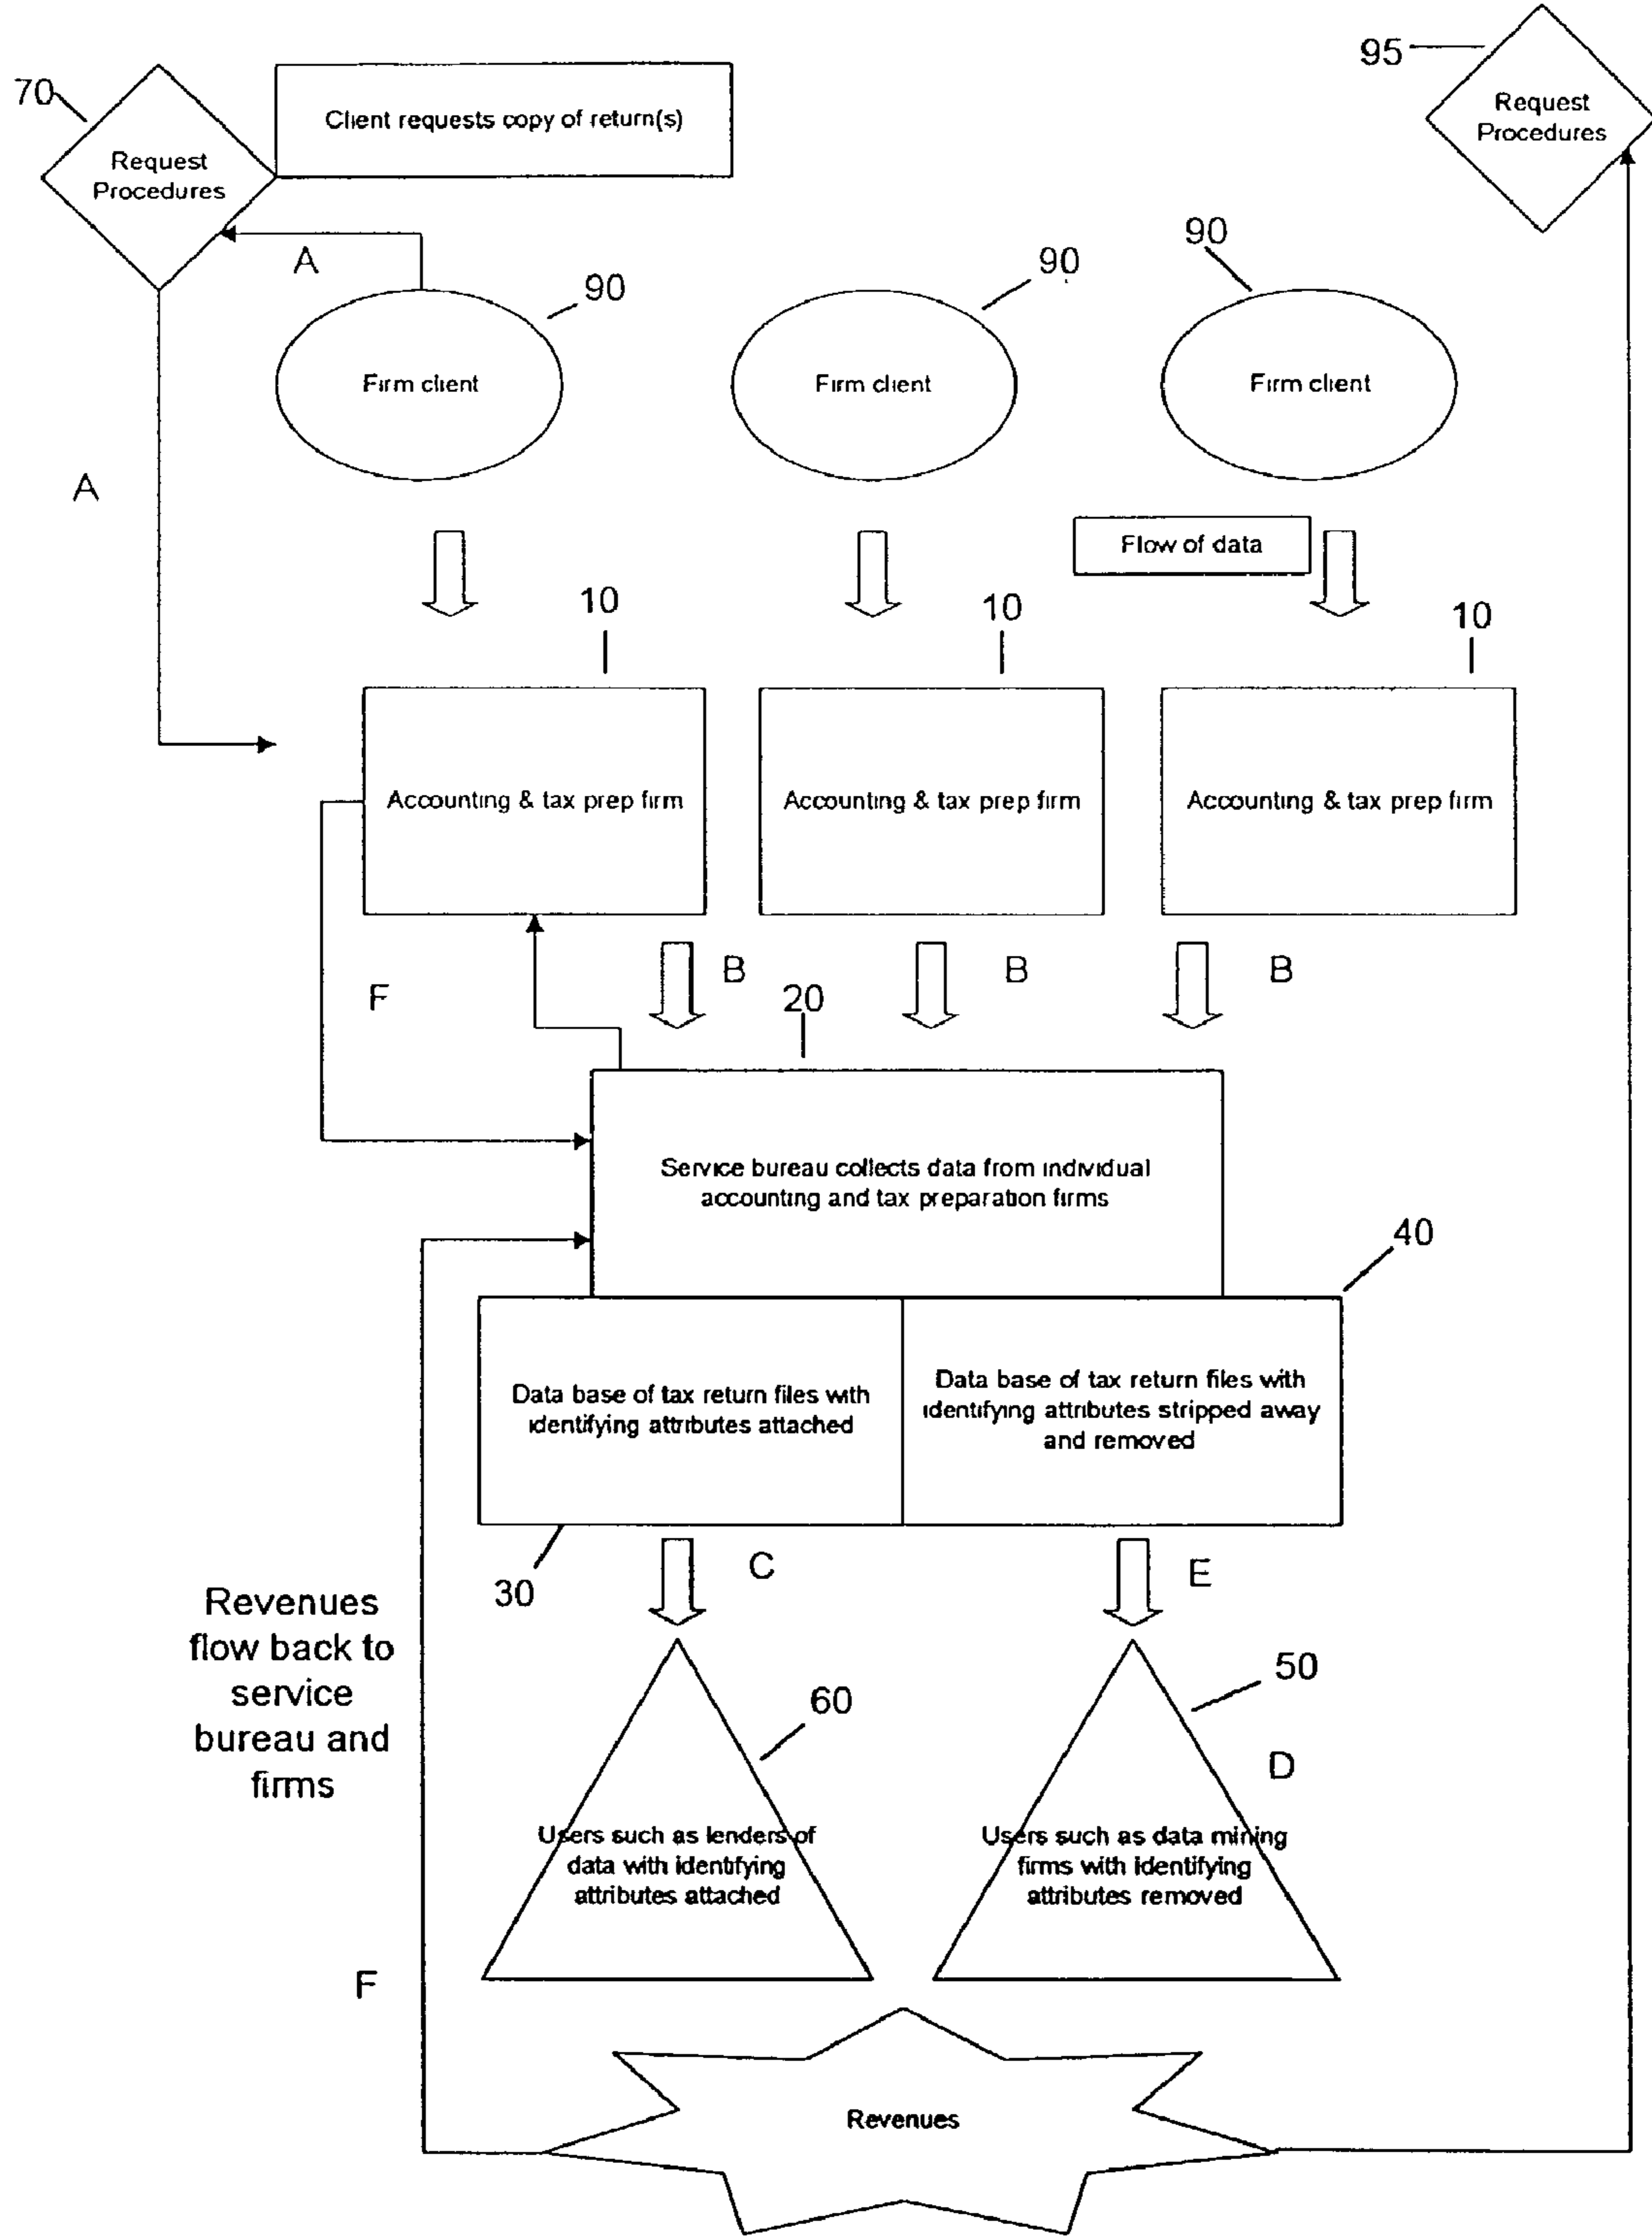 95
Request
Procedures
70
Client requests copy of return(s)
Request
Procedures
A
90
90
90
Firm client
Firm client
Firm client
A
Flow of data
10
10
10
Accounting & tax prep firm
Accounting & tax prep firm
Accounting & tax prep firm
B
B
B
F
20
Service bureau collects data from individual
accounting and tax preparation firms
40
Data base of tax return files with
identifying attributes attached
Data base of tax return files with
identifying attributes stripped away
and removed
C
E
30
Revenues
flow back to
service
bureau and
firms
60
50
D
Users such as lenders of
data with identifying
attributes attached
Users such as data mining
firms with identifying
attributes removed
F
Revenues